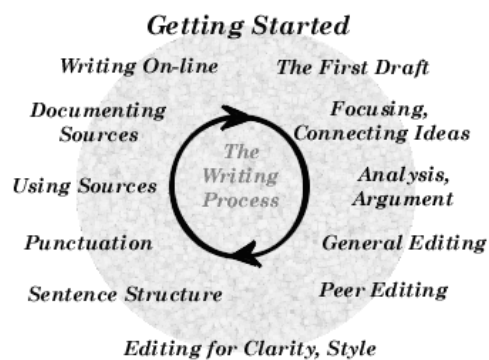 Getting Started
Writing On-line
The First Draft
Documenting
Sources
Focusing,
Connecting Ideas
The
Writing
Process
Using Sources
Analysis,
Argument
Punctuation
General Editing
Sentence Structure
Peer Editing
Editing for Clarity, Style